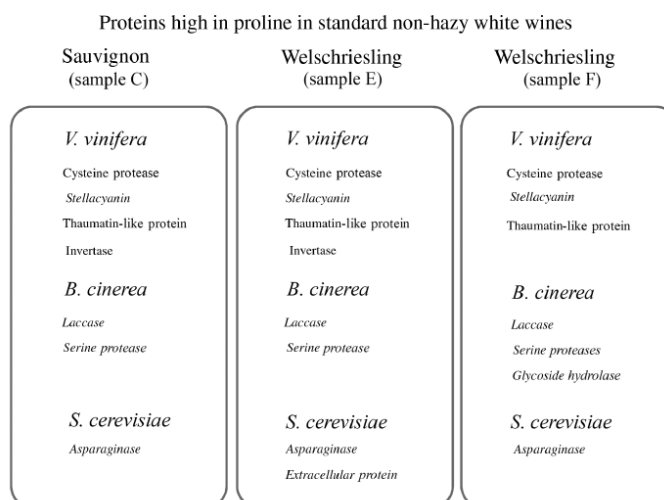 Proteins high in proline in standard non-hazy white wines
Sauvignon
(sample C)
V. vinifera
Cysteine protease
Stellacyanin
Thaumatin-like protein
Invertase
B. cinerea
Laccase
Serine protease
S. cerevisiae
Asparaginase
Welschriesling
(sample E)
V. vinifera
Cysteine protease
Stellacyanin
Thaumatin-like protein
Invertase
B. cinerea
Laccase
Serine protease
S. cerevisiae
Asparaginase
Extracellular protein
Welschriesling
(sample F)
V. vinifera
Cysteine protease
Stellacyanin
Thaumatin-like protein
B. cinerea
Laccase
Serine proteases
Glycoside hydrolase
S. cerevisiae
Asparaginase